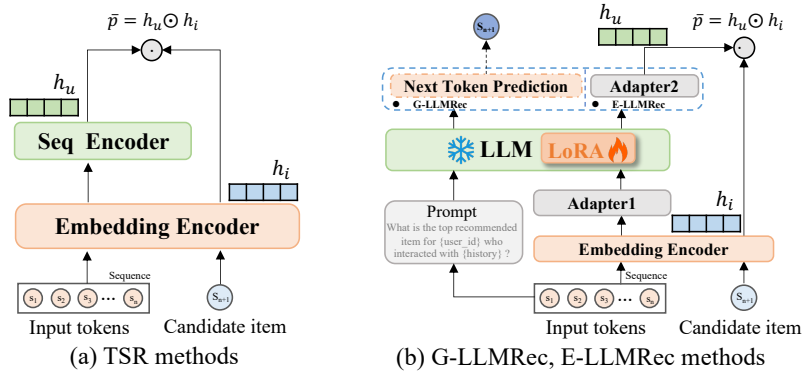 p̄ = h_u ⊙ h_i
h_u
Seq Encoder
h_i
Embedding Encoder
Sequence
s₁ s₂ s₃ ··· sₙ
Sₙ₊₁
Input tokens
Candidate item
(a) TSR methods
Sₙ₊₁
h_u
p̄ = h_u ⊙ h_i
Next Token Prediction
Adapter2
● G-LLMRec
● E-LLMRec
LLM
LoRA
Prompt
What is the top recommended
item for {user_id} who
interacted with {history} ?
Adapter1
h_i
Embedding Encoder
Sequence
s₁ s₂ s₃ ··· sₙ
Sₙ₊₁
Input tokens
Candidate item
(b) G-LLMRec, E-LLMRec methods